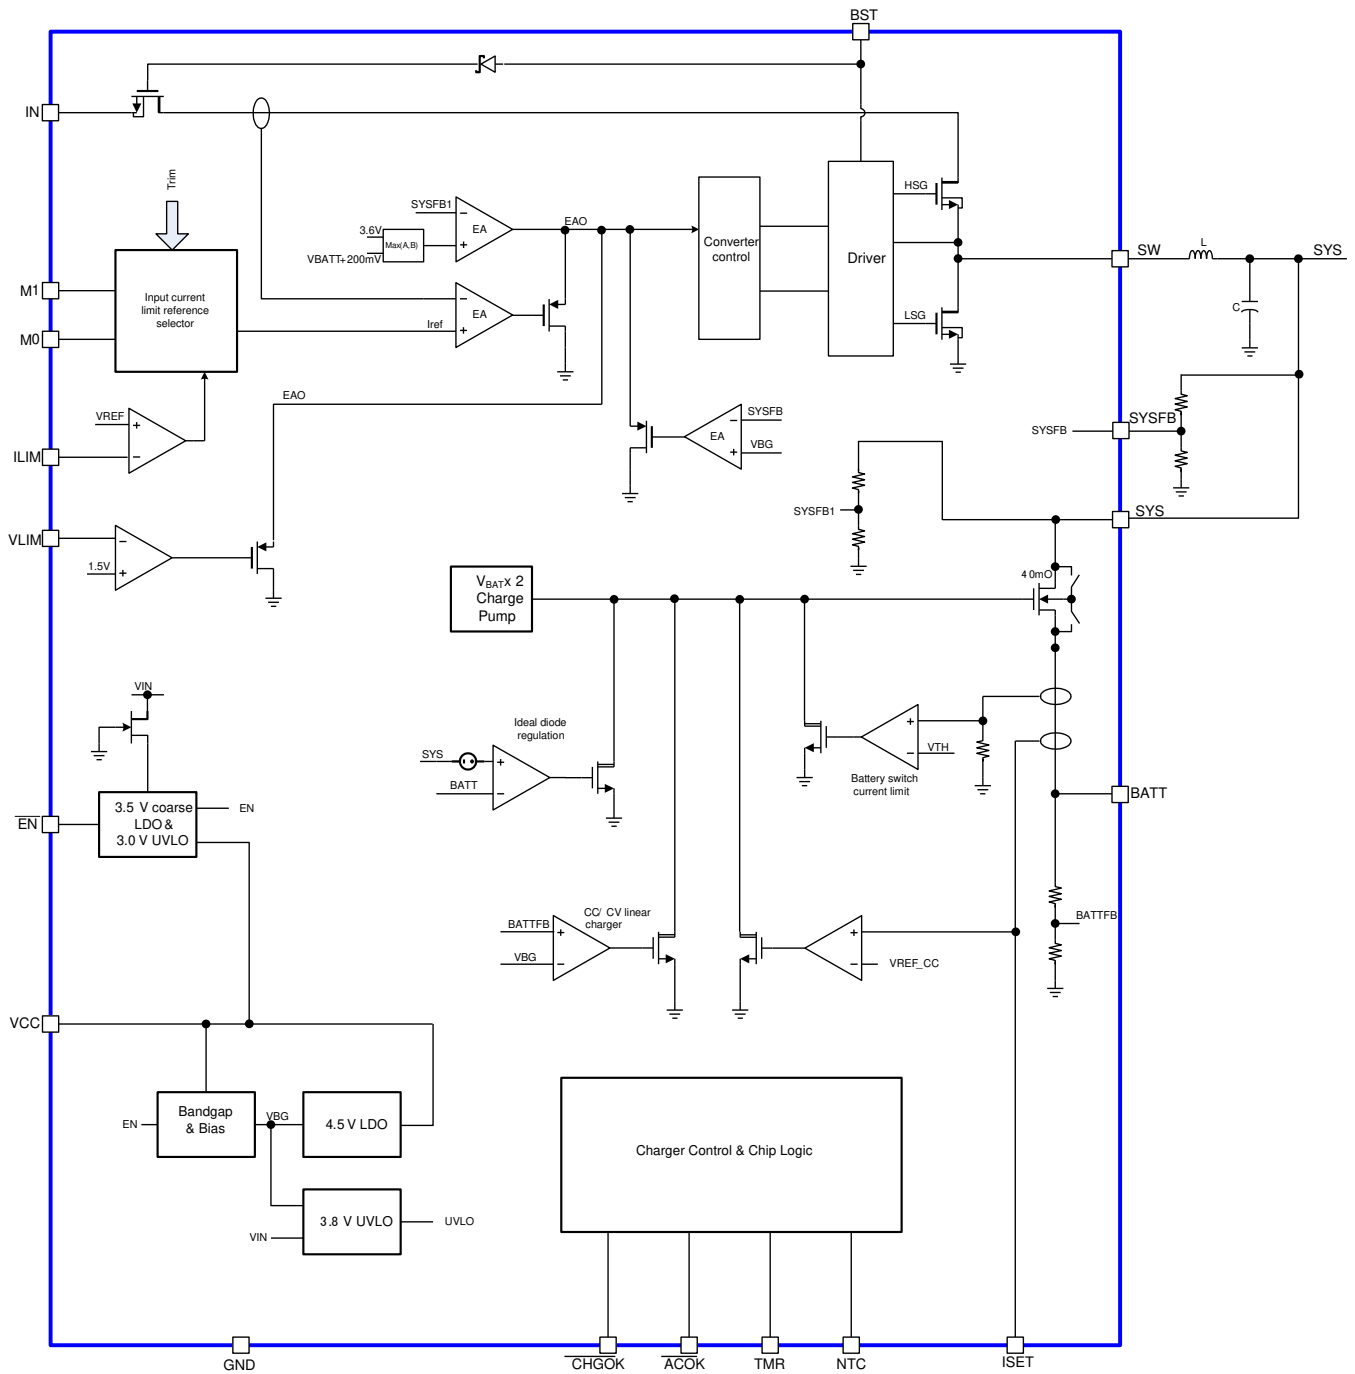 BST
IN
Trim
HSG
SYSFB1
EA
EAO
3.6V
Max(A,B)
VBATT+200mV
Converter
control
Driver
SW
L
SYS
M1
Input current
limit reference
selector
M0
Iref
EA
LSG
C
EAO
VREF
ILIM
SYSFB
EA
VBG
SYSFB
SYSFB
SYSFB1
SYS
VLIM
1.5V
VBATx 2
Charge
Pump
40mO
VIN
Ideal diode
regulation
SYS
BATT
VTH
Battery switch
current limit
BATT
EN
3.5 V coarse
LDO &
3.0 V UVLO
EN
CC/ CV linear
charger
BATTFB
VBG
VREF_CC
BATTFB
VCC
Bandgap
& Bias
EN
VBG
4.5 V LDO
3.8 V UVLO
VIN
UVLO
Charger Control & Chip Logic
GND
CHGOK
ACOK
TMR
NTC
ISET